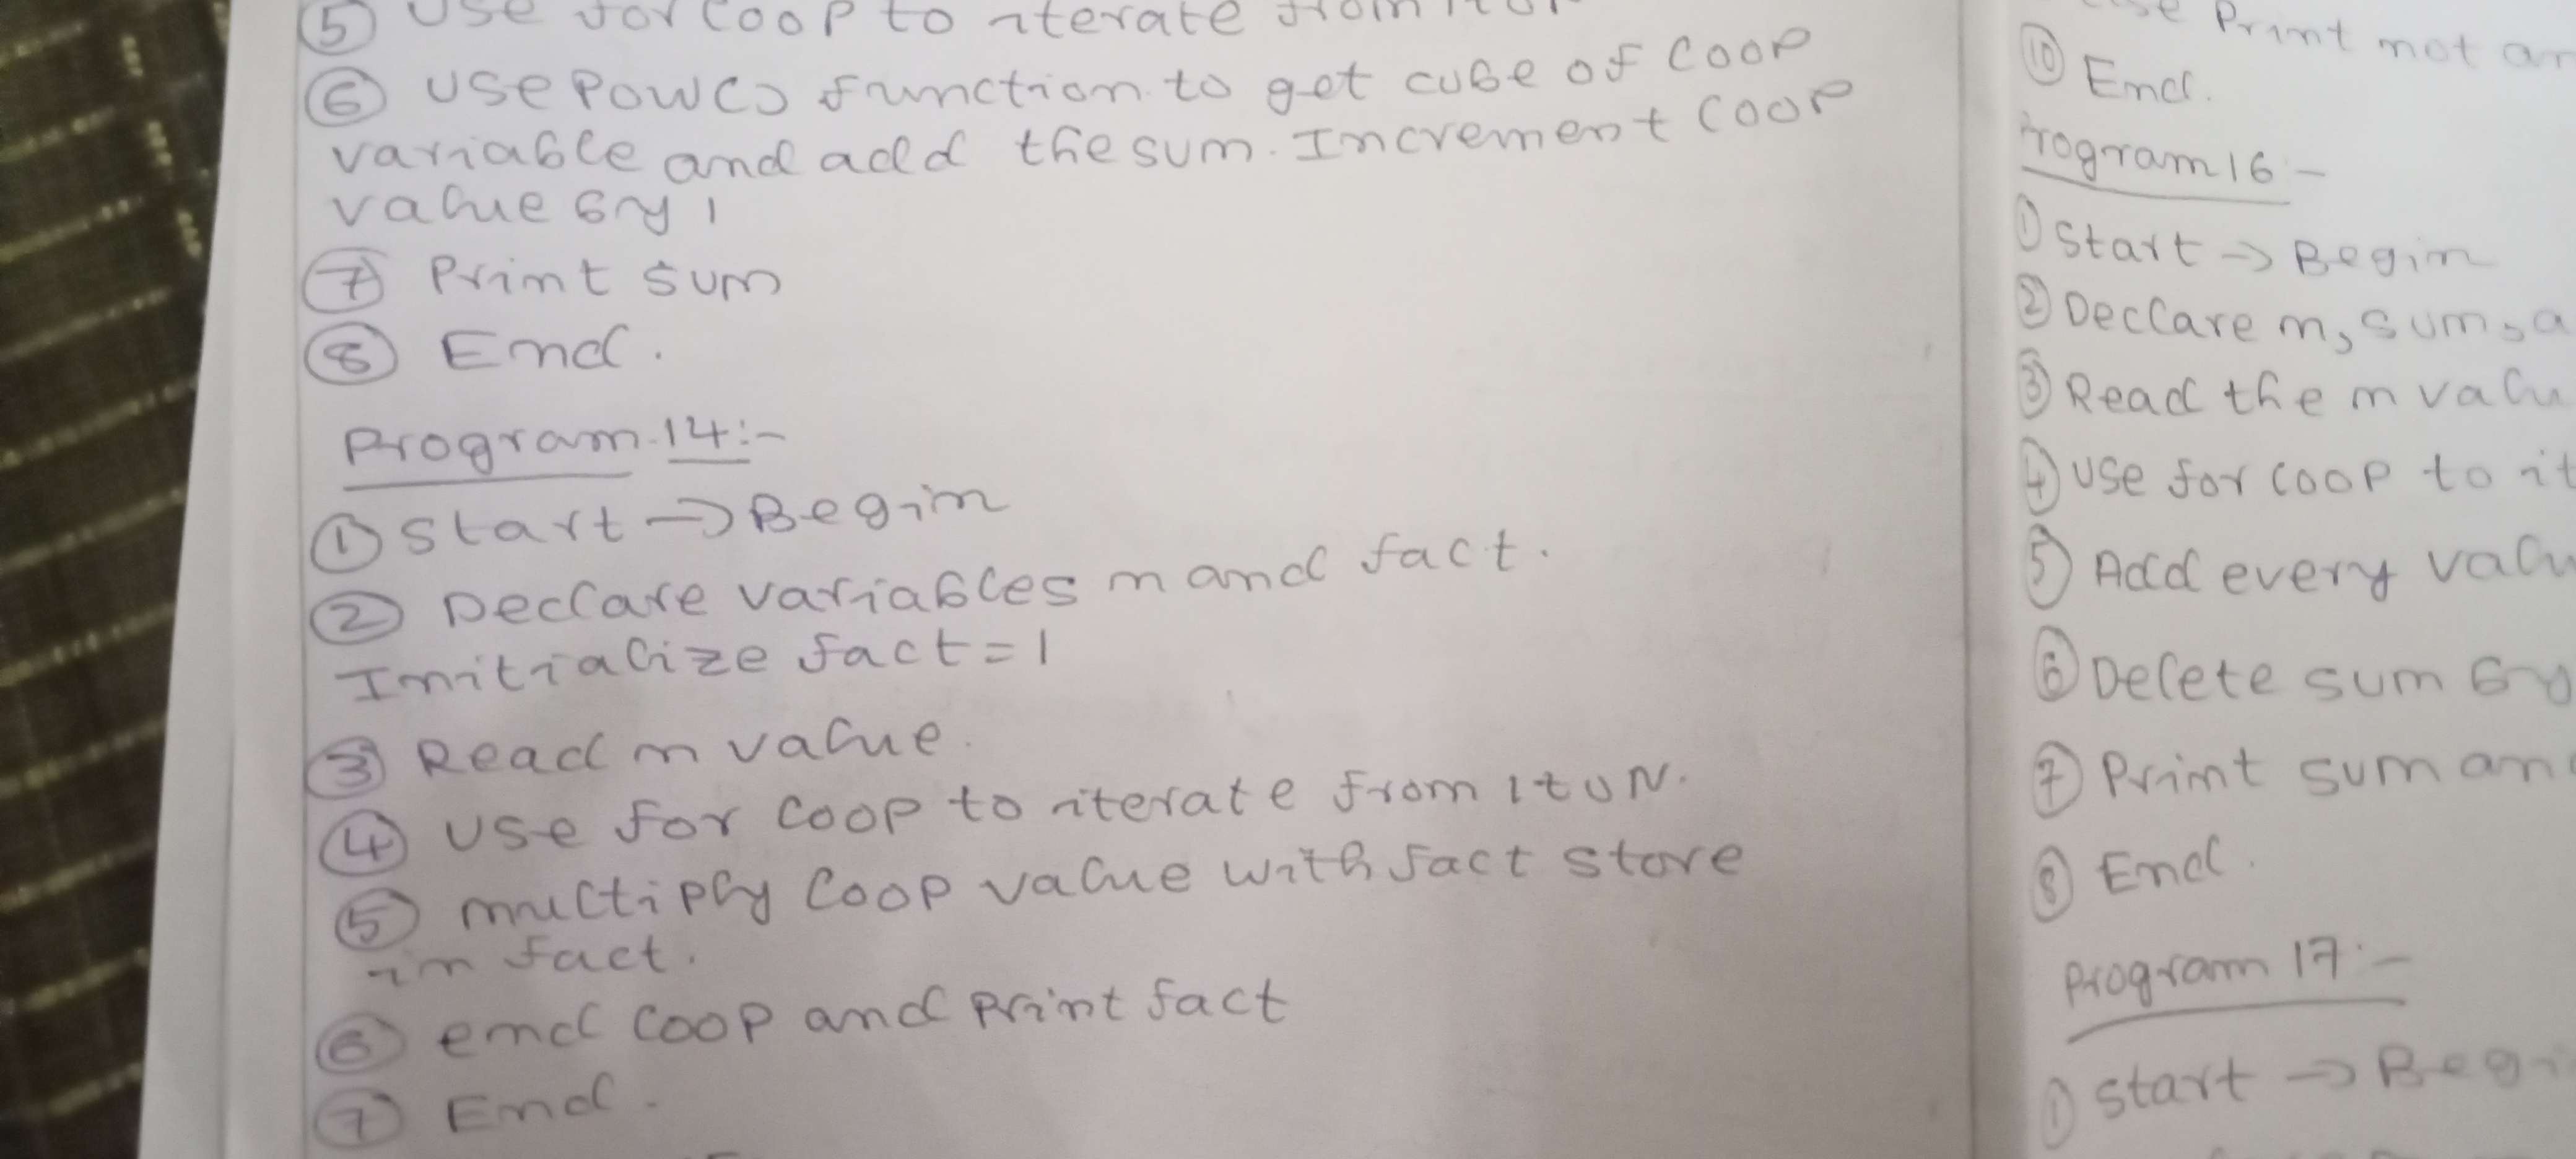 ⑤ Use for loop to iterate from 1 to
⑥ Use Pow() function to get cube of loop
variable and add the sum. Increment loop
value by 1
⑦ Print sum
⑧ End.
Program 14:-
① Start → Begin
② Declare variables n and fact.
Initialize fact = 1
③ Read n value.
④ Use for loop to iterate from 1 to N.
⑤ multiply loop value with fact store
in fact.
⑥ end loop and print fact
⑦ End.
Print not
⑩ End.
Program 16:-
① Start → Begin
② Declare n, sum, a
③ Read the n valu
④ Use for loop to it
⑤ Add every valu
⑥ Delete sum by
⑦ Print sum an
⑧ End.
Program 17:-
① Start → Begi